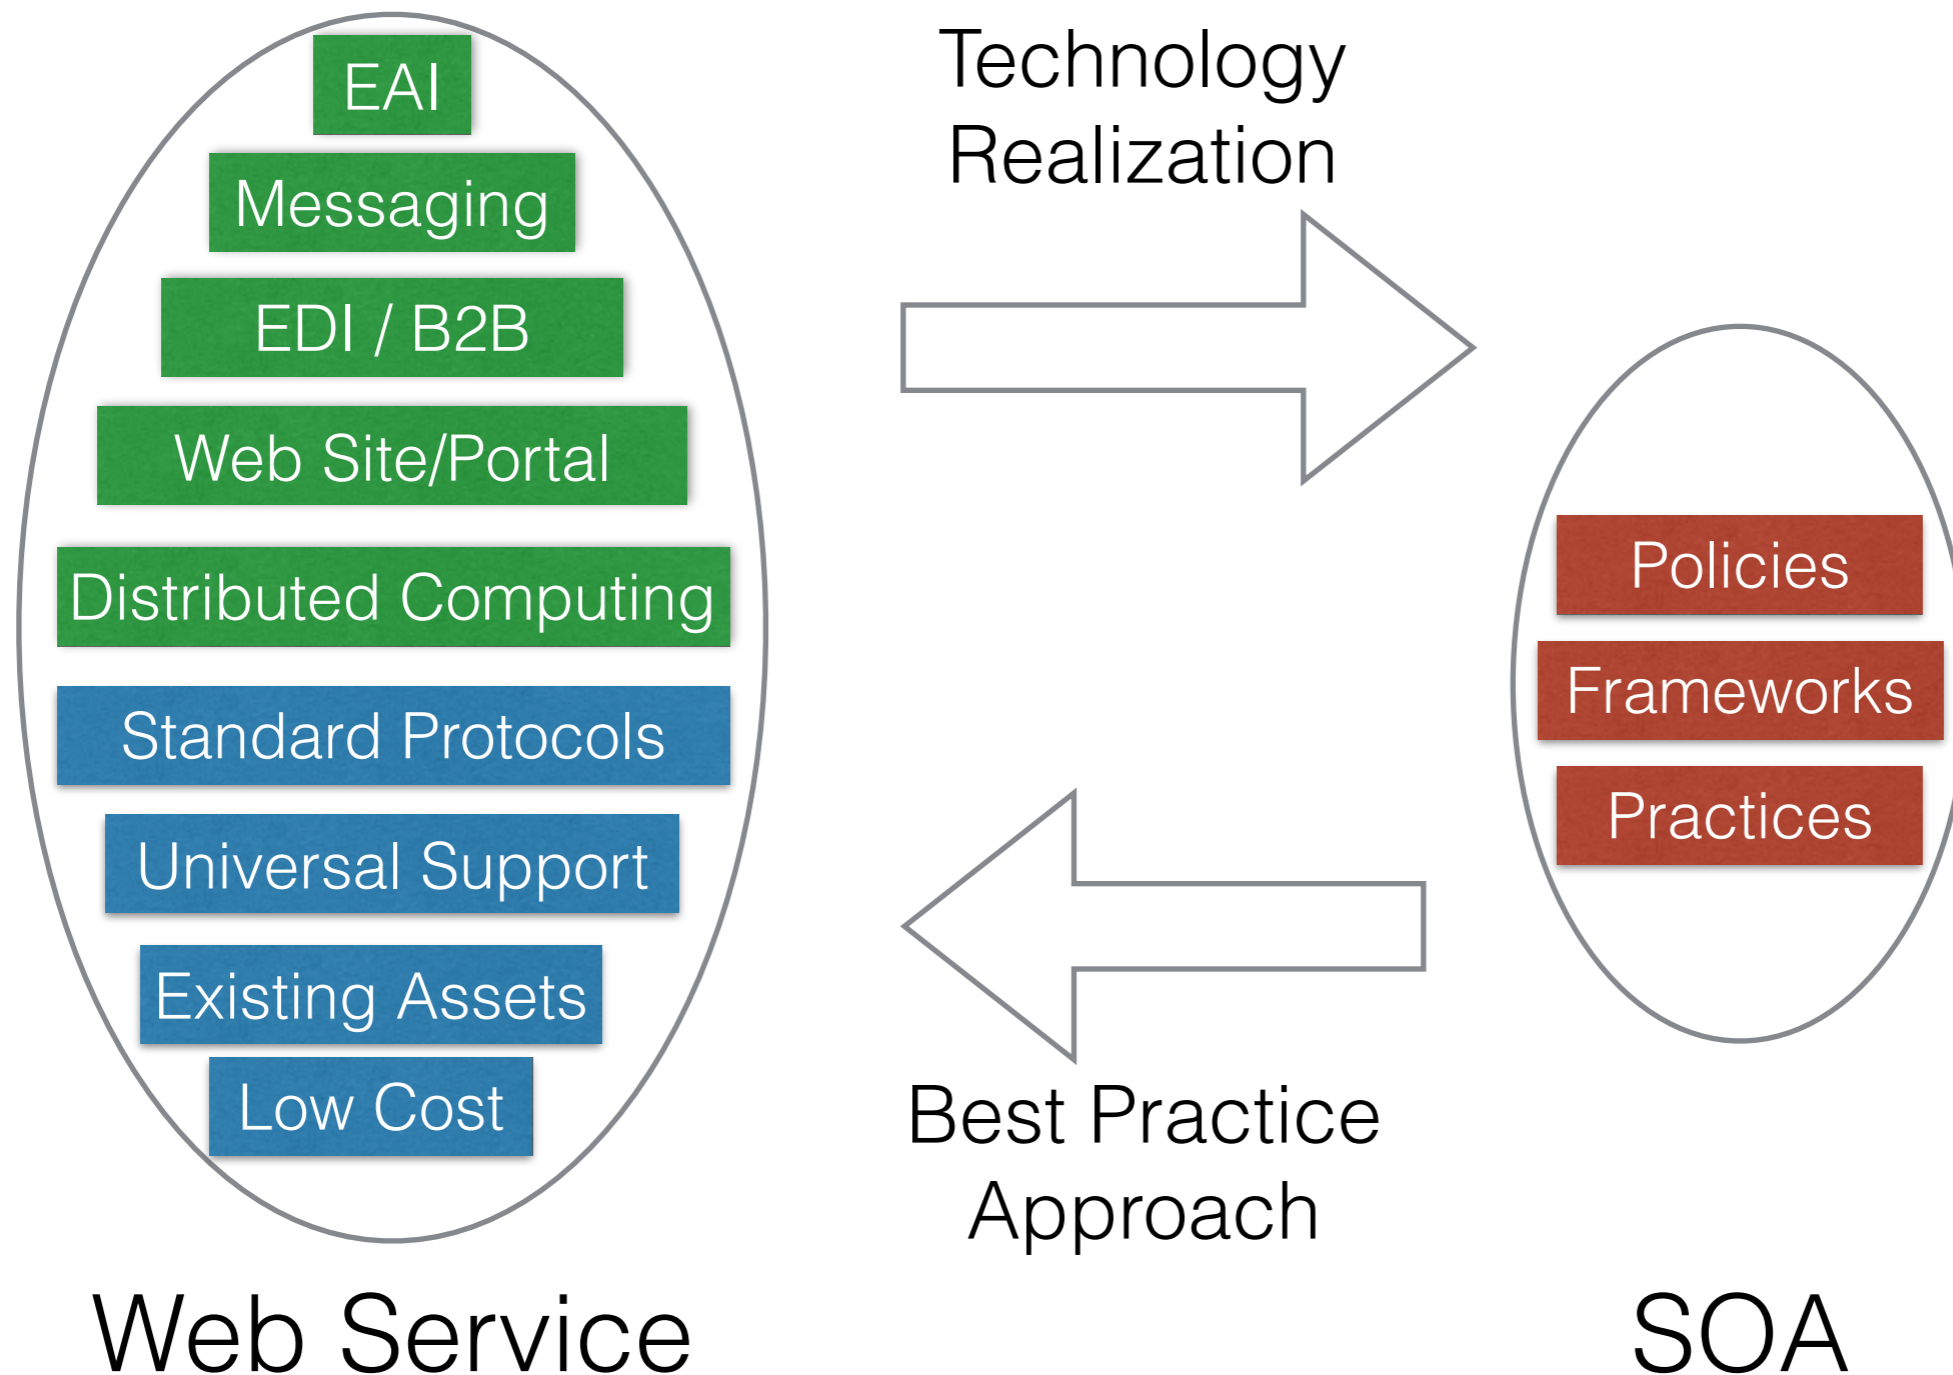 EAI
Messaging
EDI / B2B
Web Site/Portal
Distributed Computing
Standard Protocols
Universal Support
Existing Assets
Low Cost
Web Service
Technology
Realization
Best Practice
Approach
Policies
Frameworks
Practices
SOA